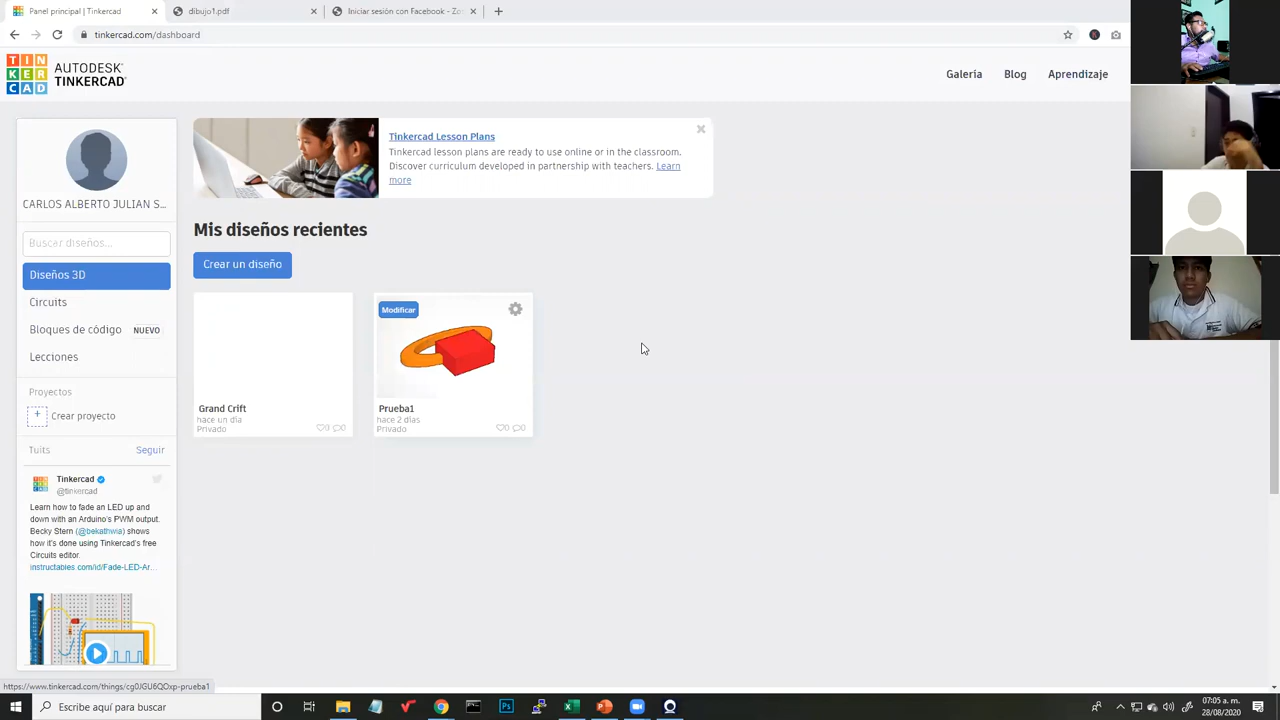 Panel principal | Tinkercad
dibujo1.pdf
Iniciar sesión con Facebook - Zo
tinkercad.com/dashboard
TIN
KER
CAD
AUTODESK
TINKERCAD
Galería
Blog
Aprendizaje
CARLOS ALBERTO JULIAN S...
Buscar diseños...
Diseños 3D
Circuits
Bloques de código NUEVO
Lecciones
Proyectos
+ Crear proyecto
Tuits
Seguir
Tinkercad
@tinkercad
Learn how to fade an LED up and
down with an Arduino's PWM output.
Becky Stern (@bekathwia) shows
how it's done using Tinkercad's free
Circuits editor.
instructables.com/id/Fade-LED-Ar...
Tinkercad Lesson Plans
Tinkercad lesson plans are ready to use online or in the classroom.
Discover curriculum developed in partnership with teachers. Learn
more
Mis diseños recientes
Crear un diseño
Grand Crift
hace un día
Privado
0 0
Modificar
Prueba1
hace 2 días
Privado
0 0
https://www.tinkercad.com/things/cg0JGU6QOxp-prueba1
Escribe aquí para buscar
07:05 a. m.
28/08/2020